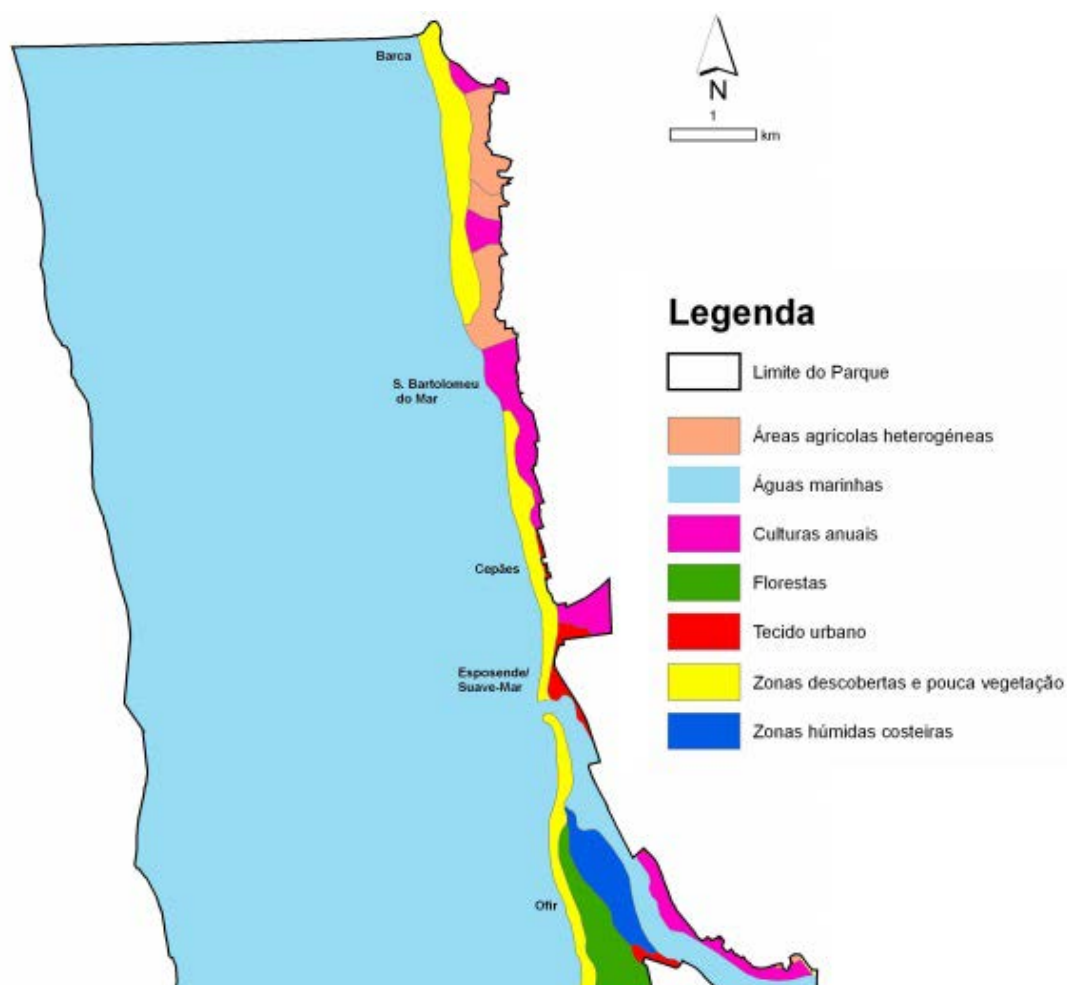 Barca
N
1
km
Legenda
Limite do Parque
S. Bartolomeu
do Mar
Áreas agrícolas heterogéneas
Águas marinhas
Culturas anuais
Cepães
Florestas
Tecido urbano
Esposende/
Suave-Mar
Zonas descobertas e pouca vegetação
Zonas húmidas costeiras
Ofir